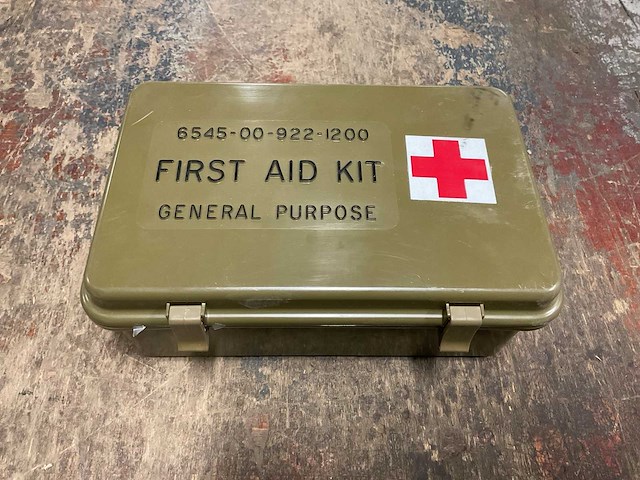 6545-00-922-1200
FIRST AID KIT
GENERAL PURPOSE